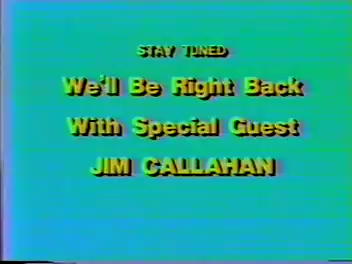 STAY TUNED
We'll Be Right Back
With Special Guest
JIM CALLAHAN